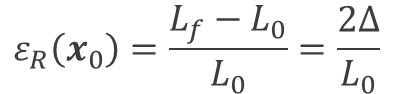 ε_R(x_0) = (L_f − L_0)/L_0 = 2Δ/L_0